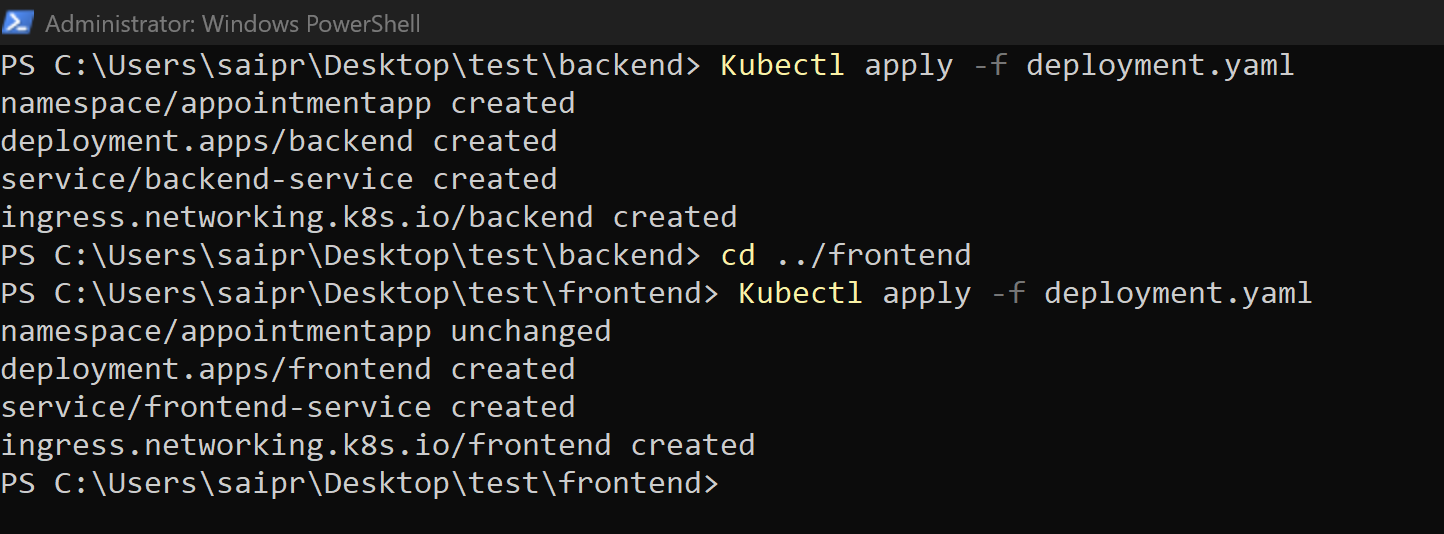 Administrator: Windows PowerShell
PS C:\Users\saipr\Desktop\test\backend> Kubectl apply -f deployment.yaml
namespace/appointmentapp created
deployment.apps/backend created
service/backend-service created
ingress.networking.k8s.io/backend created
PS C:\Users\saipr\Desktop\test\backend> cd ../frontend
PS C:\Users\saipr\Desktop\test\frontend> Kubectl apply -f deployment.yaml
namespace/appointmentapp unchanged
deployment.apps/frontend created
service/frontend-service created
ingress.networking.k8s.io/frontend created
PS C:\Users\saipr\Desktop\test\frontend>